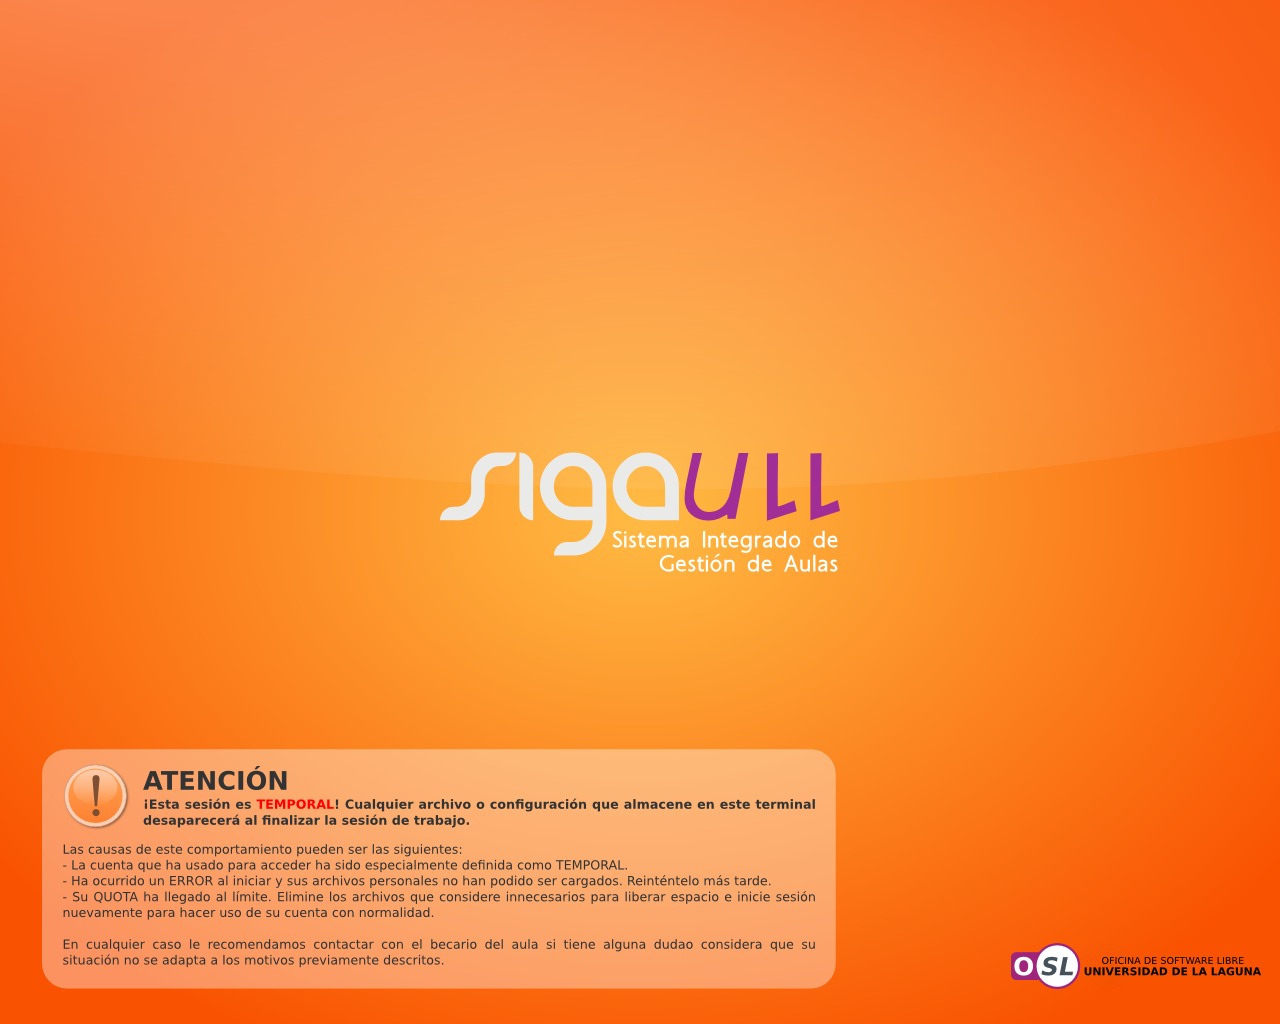 sigaull
Sistema Integrado de
Gestión de Aulas
ATENCIÓN
¡Esta sesión es TEMPORAL! Cualquier archivo o configuración que almacene en este terminal
desaparecerá al finalizar la sesión de trabajo.
Las causas de este comportamiento pueden ser las siguientes:
- La cuenta que ha usado para acceder ha sido especialmente definida como TEMPORAL.
- Ha ocurrido un ERROR al iniciar y sus archivos personales no han podido ser cargados. Reinténtelo más tarde.
- Su QUOTA ha llegado al límite. Elimine los archivos que considere innecesarios para liberar espacio e inicie sesión
nuevamente para hacer uso de su cuenta con normalidad.
En cualquier caso le recomendamos contactar con el becario del aula si tiene alguna dudao considera que su
situación no se adapta a los motivos previamente descritos.
OSL
OFICINA DE SOFTWARE LIBRE
UNIVERSIDAD DE LA LAGUNA